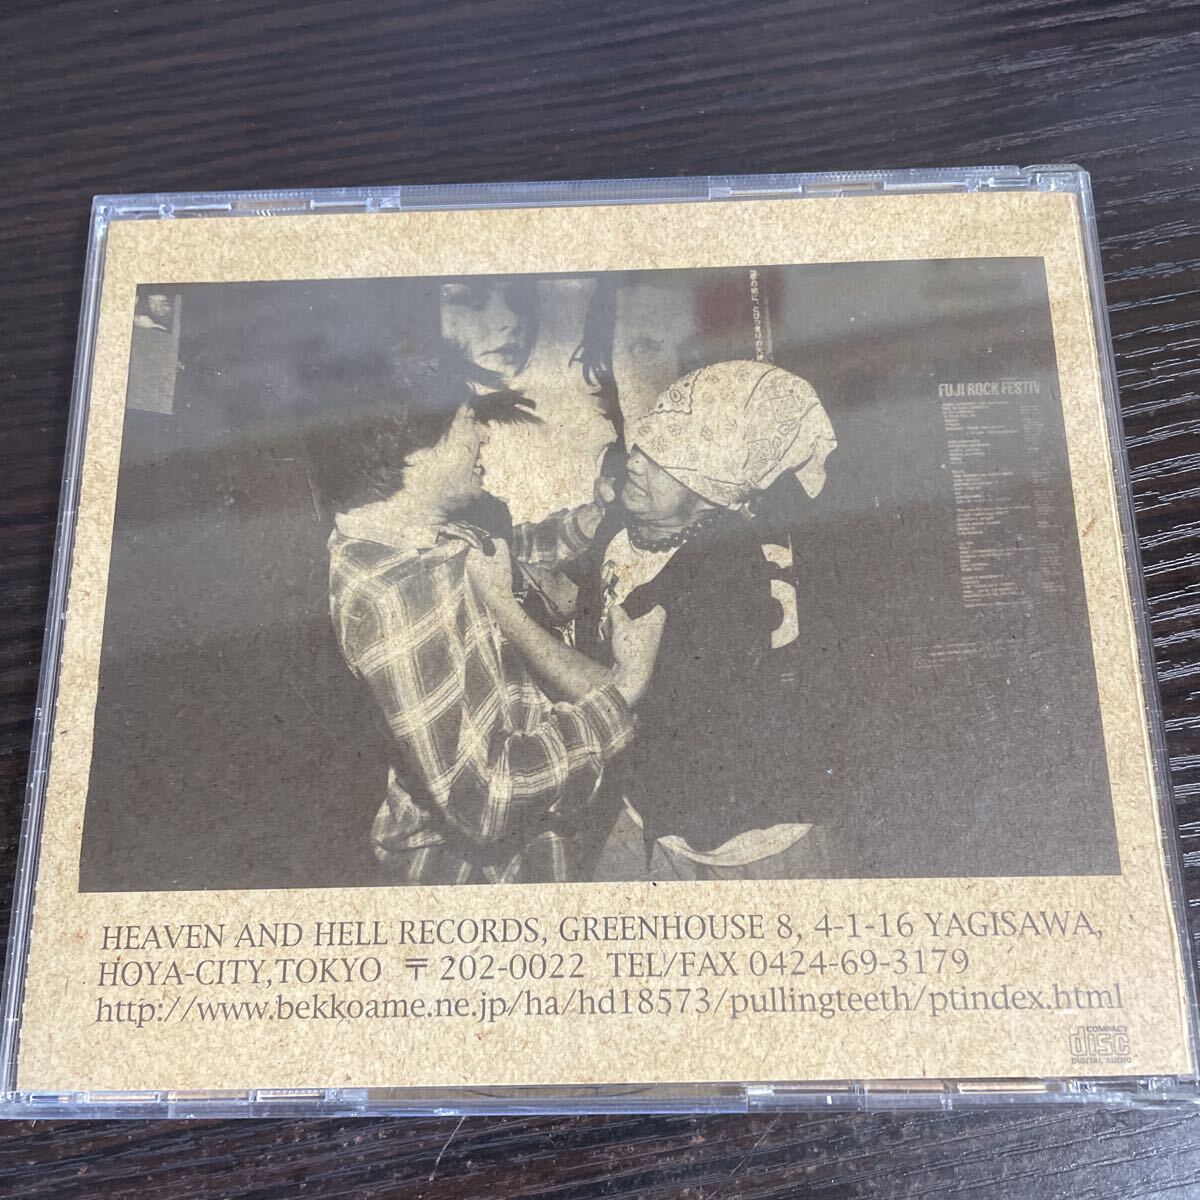 FUJI ROCK FESTIV
HEAVEN AND HELL RECORDS, GREENHOUSE 8, 4-1-16 YAGISAWA,
HOYA-CITY,TOKYO 〒202-0022 TEL/FAX 0424-69-3179
http://www.bekkoame.ne.jp/ha/hd18573/pullingteeth/ptindex.html
COMPACT
disc
DIGITAL AUDIO